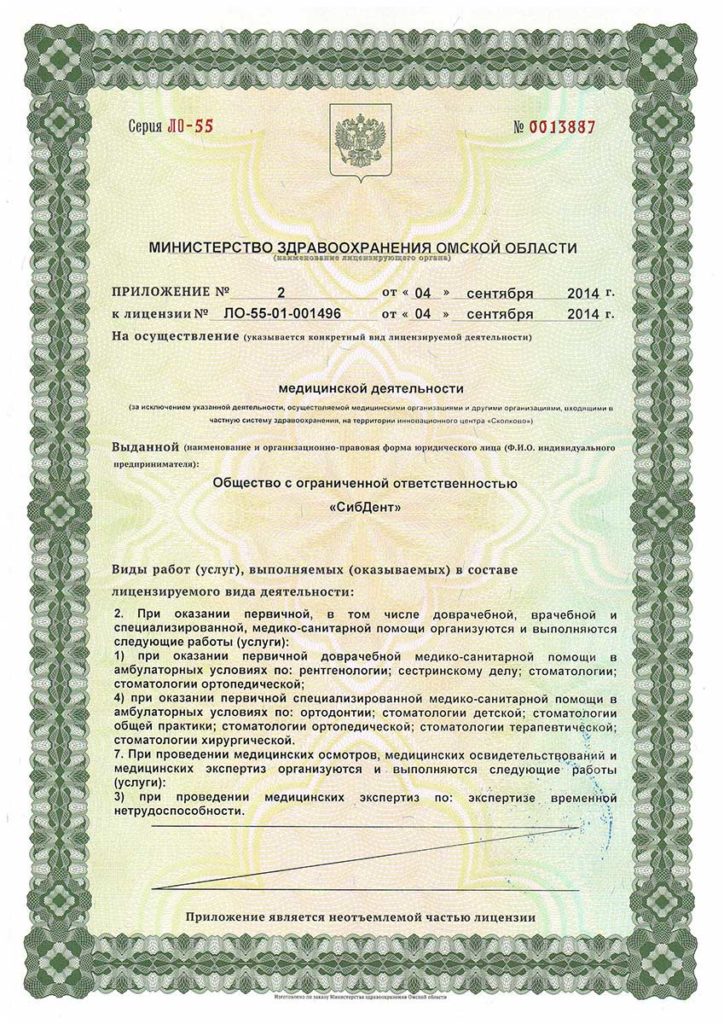 Серия ЛО-55
№ 0013887
МИНИСТЕРСТВО ЗДРАВООХРАНЕНИЯ ОМСКОЙ ОБЛАСТИ
(наименование лицензирующего органа)
ПРИЛОЖЕНИЕ № 2 от « 04 » сентября 2014 г.
к лицензии № ЛО-55-01-001496 от « 04 » сентября 2014 г.
На осуществление (указывается конкретный вид лицензируемой деятельности)
медицинской деятельности
(за исключением указанной деятельности, осуществляемой медицинскими организациями и другими организациями, входящими в
частную систему здравоохранения, на территории инновационного центра «Сколково»)
Выданной (наименование и организационно-правовая форма юридического лица (Ф.И.О. индивидуального
предпринимателя):
Общество с ограниченной ответственностью
«СибДент»
Виды работ (услуг), выполняемых (оказываемых) в составе
лицензируемого вида деятельности:
2. При оказании первичной, в том числе доврачебной, врачебной и
специализированной, медико-санитарной помощи организуются и выполняются
следующие работы (услуги):
1) при оказании первичной доврачебной медико-санитарной помощи в
амбулаторных условиях по: рентгенологии; сестринскому делу; стоматологии;
стоматологии ортопедической;
4) при оказании первичной специализированной медико-санитарной помощи в
амбулаторных условиях по: ортодонтии; стоматологии детской; стоматологии
общей практики; стоматологии ортопедической; стоматологии терапевтической;
стоматологии хирургической.
7. При проведении медицинских осмотров, медицинских освидетельствований и
медицинских экспертиз организуются и выполняются следующие работы
(услуги):
3) при проведении медицинских экспертиз по: экспертизе временной
нетрудоспособности.
Приложение является неотъемлемой частью лицензии
Изготовлено по заказу Министерства здравоохранения Омской области